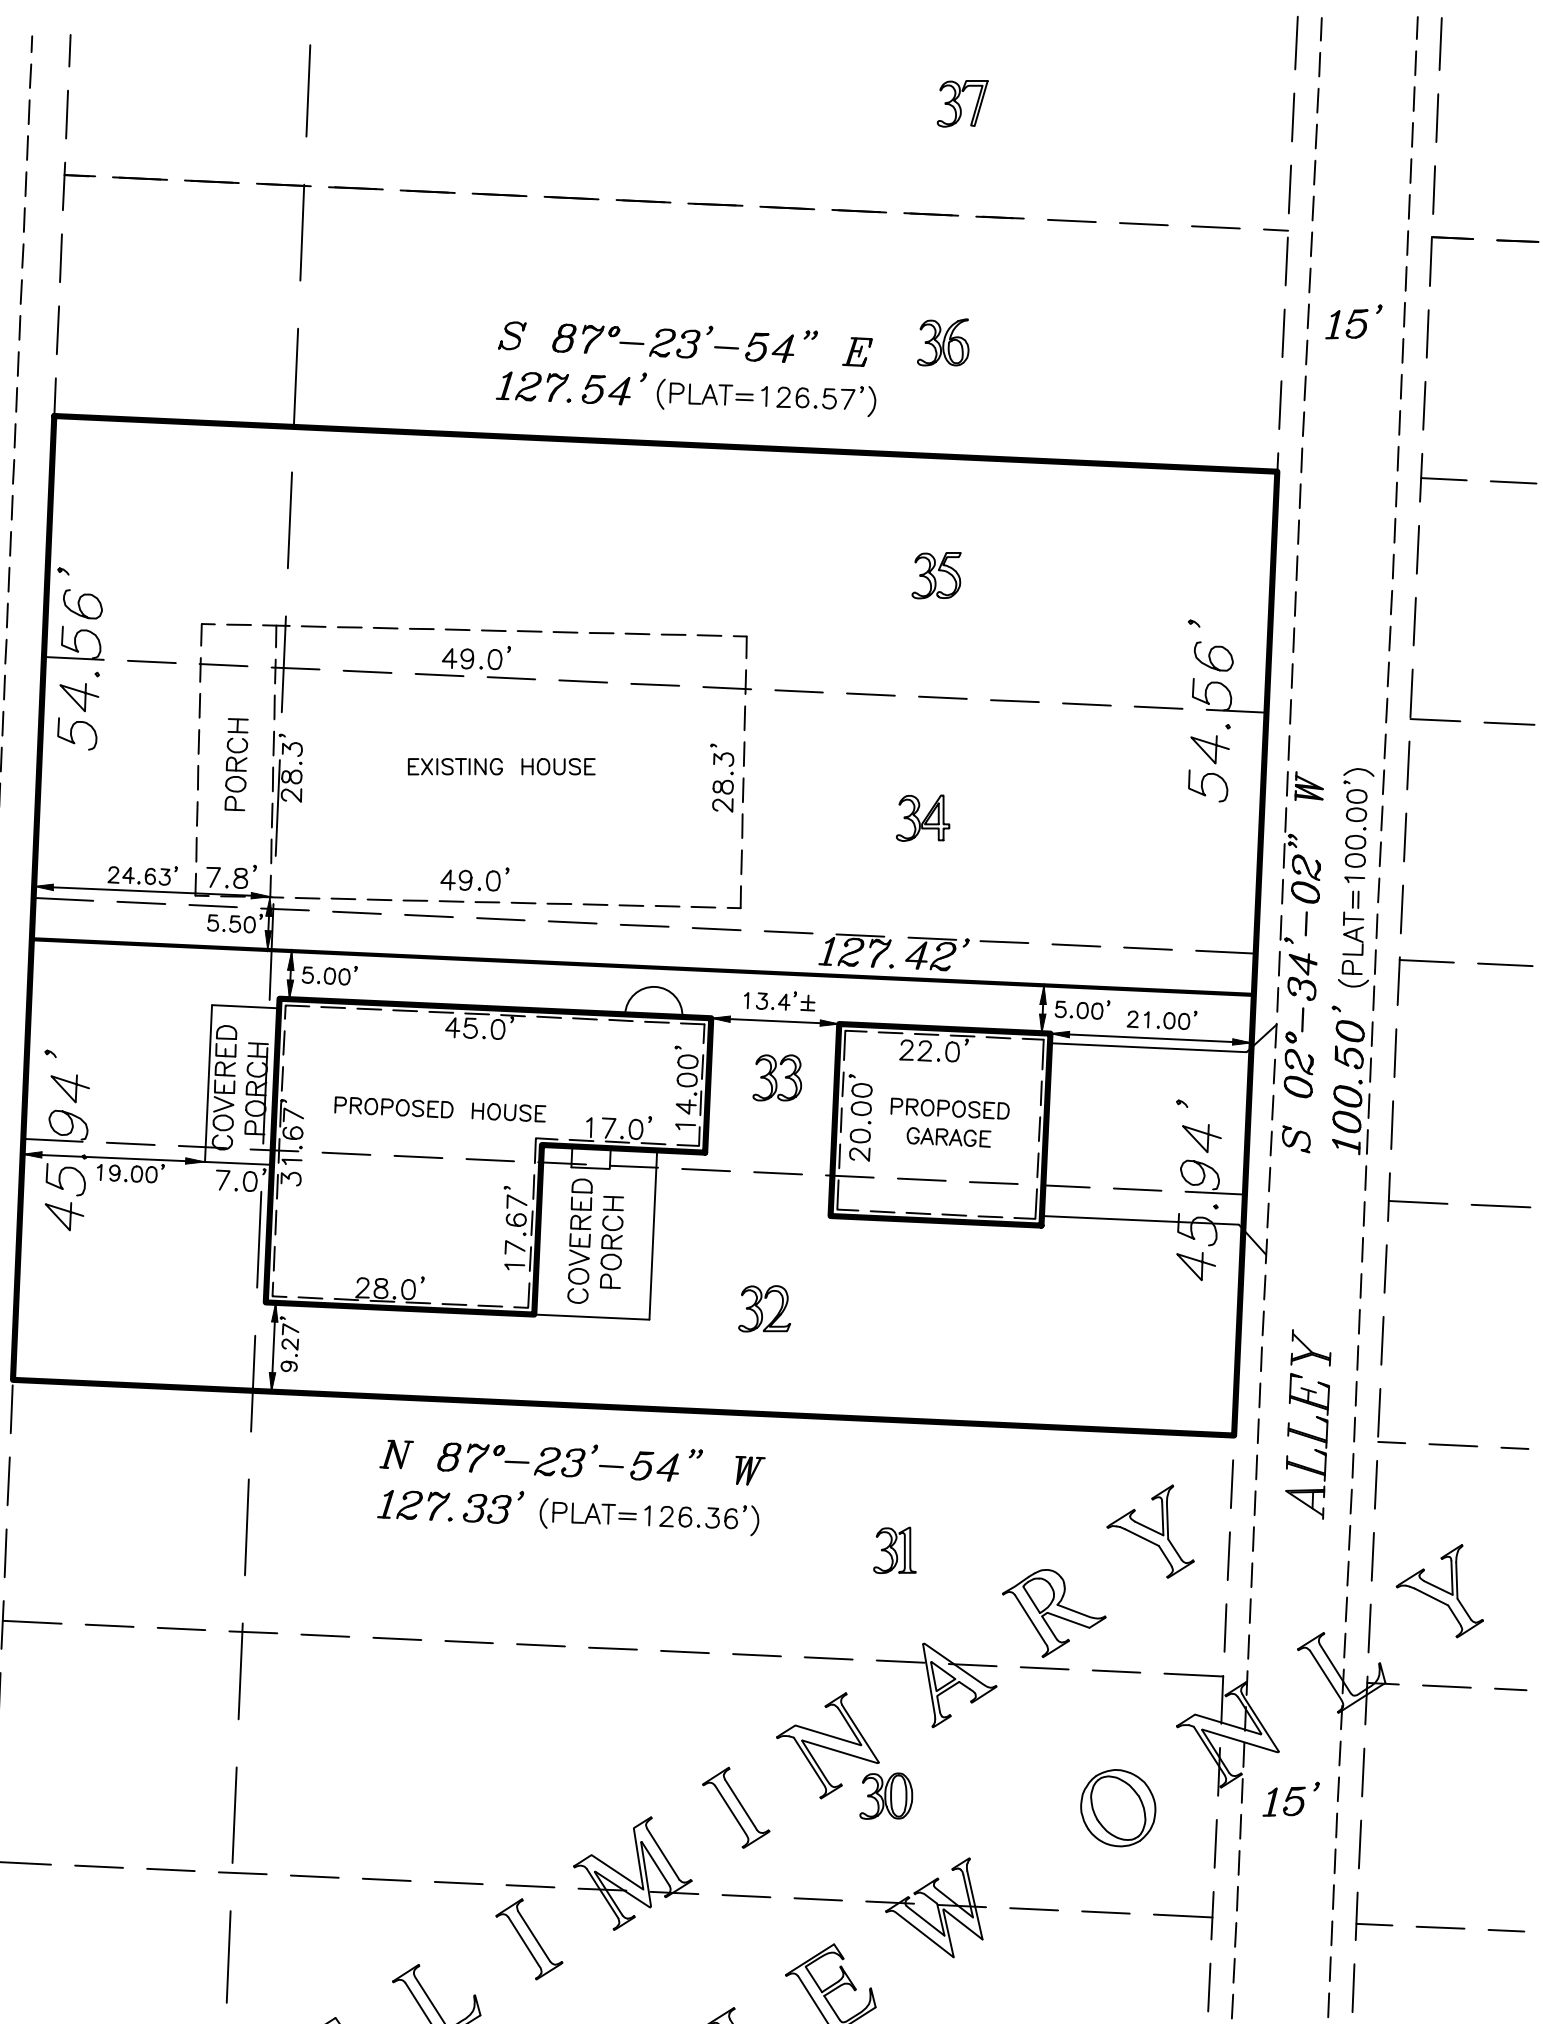 37
36
15'
S 87°-23'-54" E
127.54' (PLAT=126.57')
35
54.56'
54.56'
49.0'
PORCH
28.3'
EXISTING HOUSE
28.3'
34
24.63'
7.8'
49.0'
5.50'
127.42'
S 02°-34'-02" W
100.50' (PLAT=100.00')
5.00'
13.4'±
5.00'
21.00'
45.0'
22.0'
COVERED
PORCH
33
14.00'
45.94'
PROPOSED HOUSE
17.0'
20.00'
PROPOSED
GARAGE
45.94'
31.67'
19.00'
7.0'
17.67'
COVERED
PORCH
28.0'
32
9.27'
ALLEY
N 87°-23'-54" W
127.33' (PLAT=126.36')
31
30
15'
LIMINARY
EW ONLY